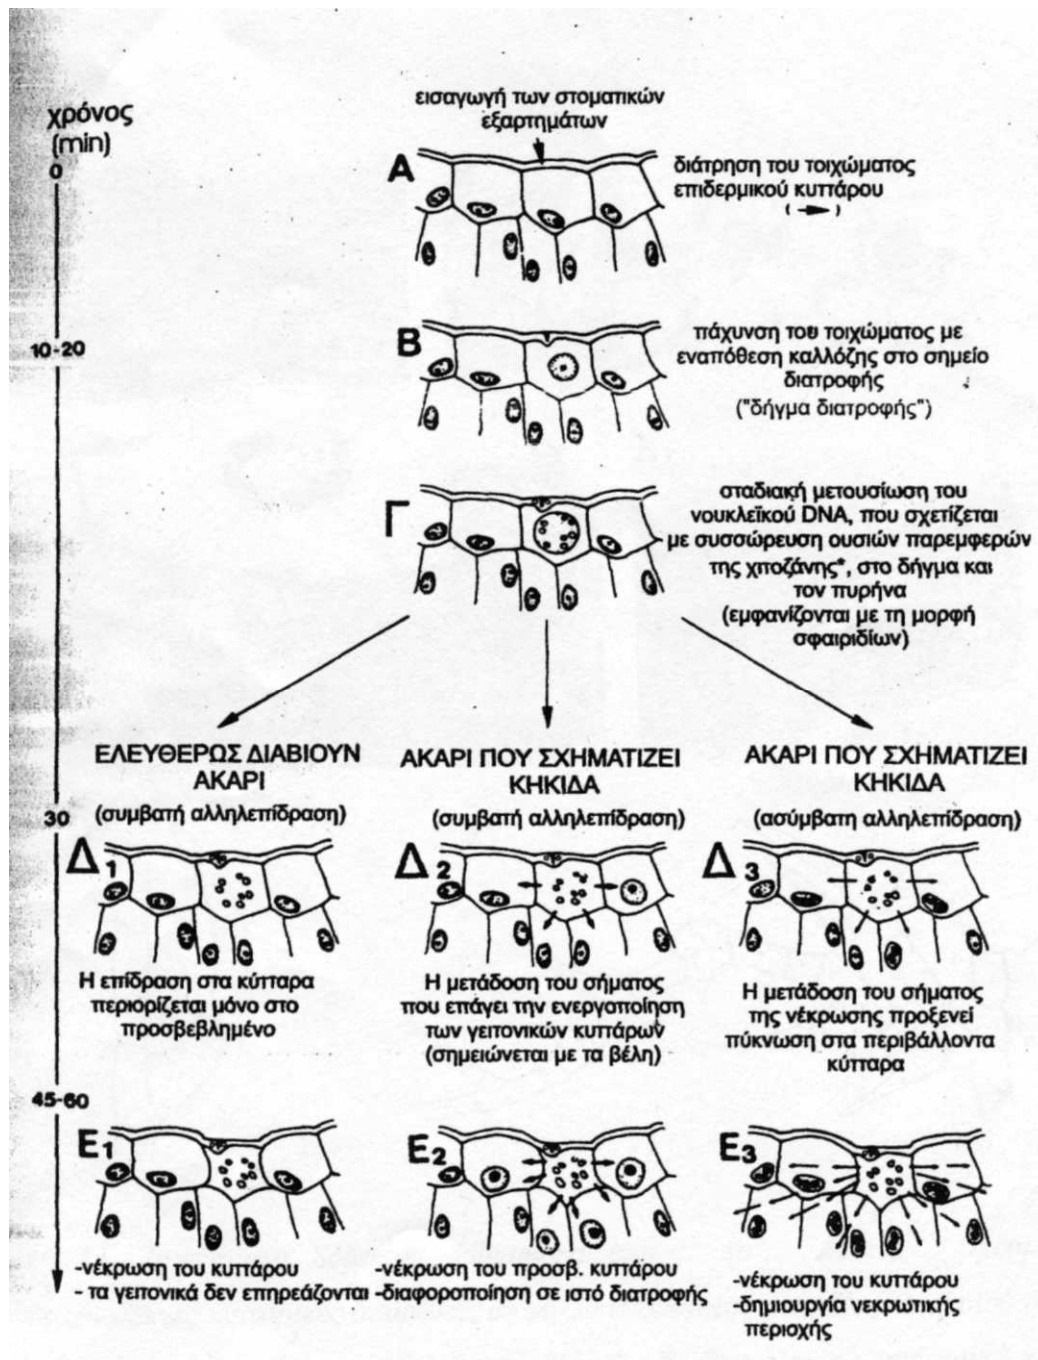 χρόνος
(min)
0
εισαγωγή των στοματικών
εξαρτημάτων
Α
διάτρηση του τοιχώματος
επιδερμικού κυττάρου
( → )
10-20
Β
πάχυνση του τοιχώματος με
εναπόθεση καλλόζης στο σημείο
διατροφής
("δήγμα διατροφής")
Γ
σταδιακή μετουσίωση του
νουκλεϊκού DNA, που σχετίζεται
με συσσώρευση ουσιών παρεμφερών
της χιτοζάνης*, στο δήγμα και
τον πυρήνα
(εμφανίζονται με τη μορφή
σφαιριδίων)
ΕΛΕΥΘΕΡΩΣ ΔΙΑΒΙΟΥΝ
ΑΚΑΡΙ
(συμβατή αλληλεπίδραση)
ΑΚΑΡΙ ΠΟΥ ΣΧΗΜΑΤΙΖΕΙ
ΚΗΚΙΔΑ
(συμβατή αλληλεπίδραση)
ΑΚΑΡΙ ΠΟΥ ΣΧΗΜΑΤΙΖΕΙ
ΚΗΚΙΔΑ
(ασύμβατη αλληλεπίδραση)
30
Δ1
Δ2
Δ3
Η επίδραση στα κύτταρα
περιορίζεται μόνο στο
προσβεβλημένο
Η μετάδοση του σήματος
που επάγει την ενεργοποίηση
των γειτονικών κυττάρων
(σημειώνεται με τα βέλη)
Η μετάδοση του σήματος
της νέκρωσης προξενεί
πύκνωση στα περιβάλλοντα
κύτταρα
45-60
Ε1
Ε2
Ε3
-νέκρωση του κυττάρου
- τα γειτονικά δεν επηρεάζονται
-νέκρωση του προσβ. κυττάρου
-διαφοροποίηση σε ιστό διατροφής
-νέκρωση του κυττάρου
-δημιουργία νεκρωτικής
περιοχής